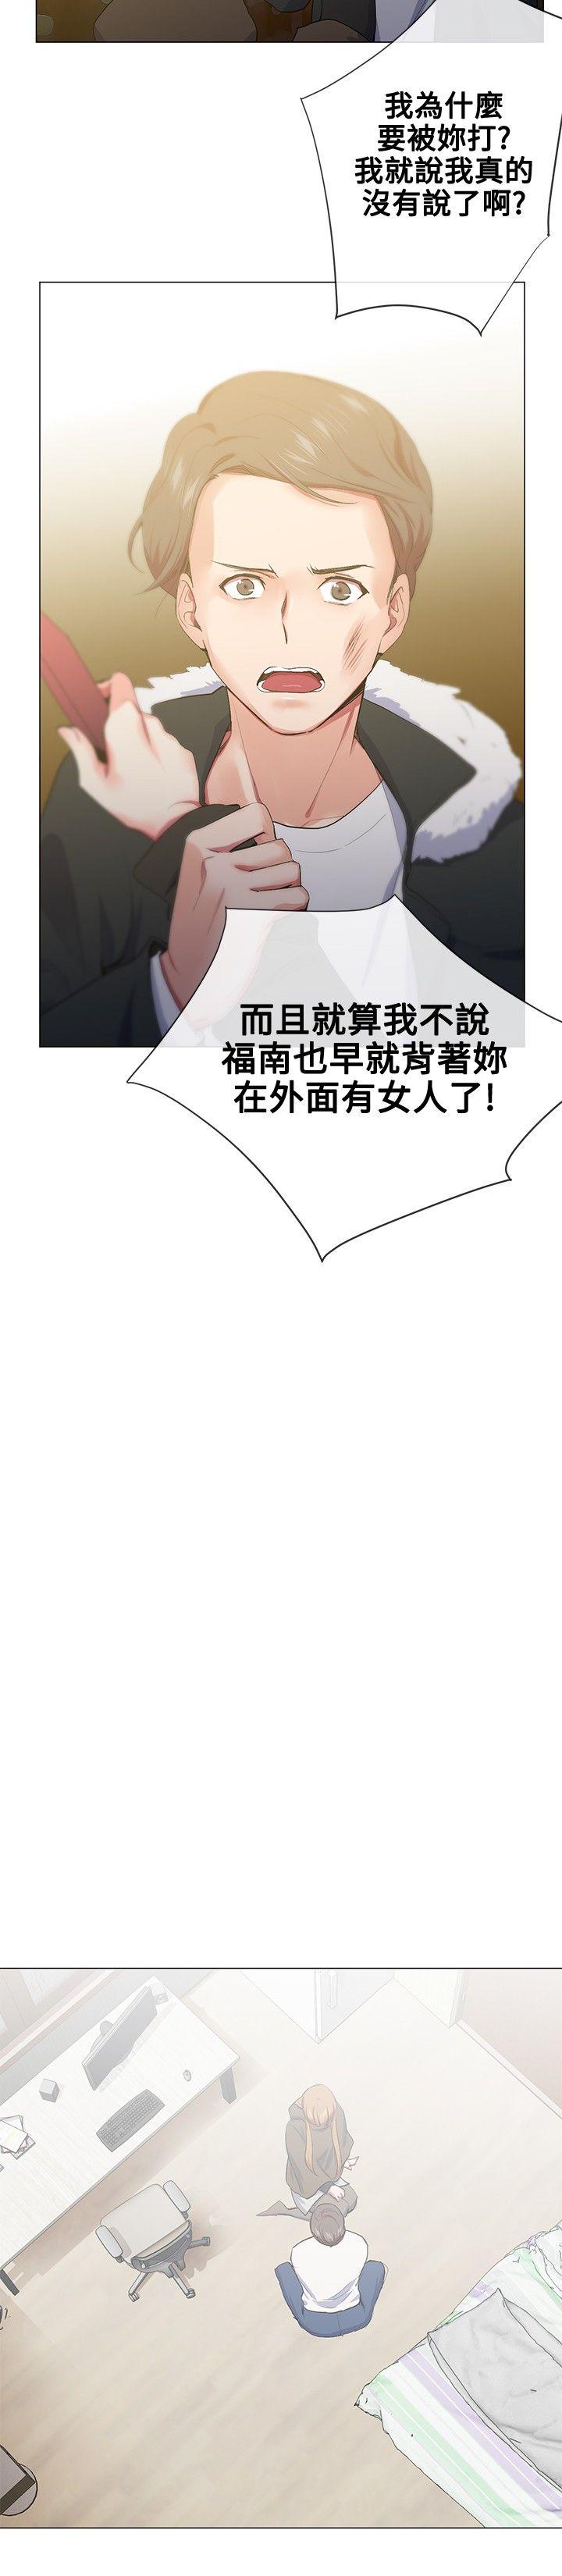 我為什麼
要被妳打?
我就說我真的
沒有說了啊?
而且就算我不說
福南也早就背著妳
在外面有女人了!